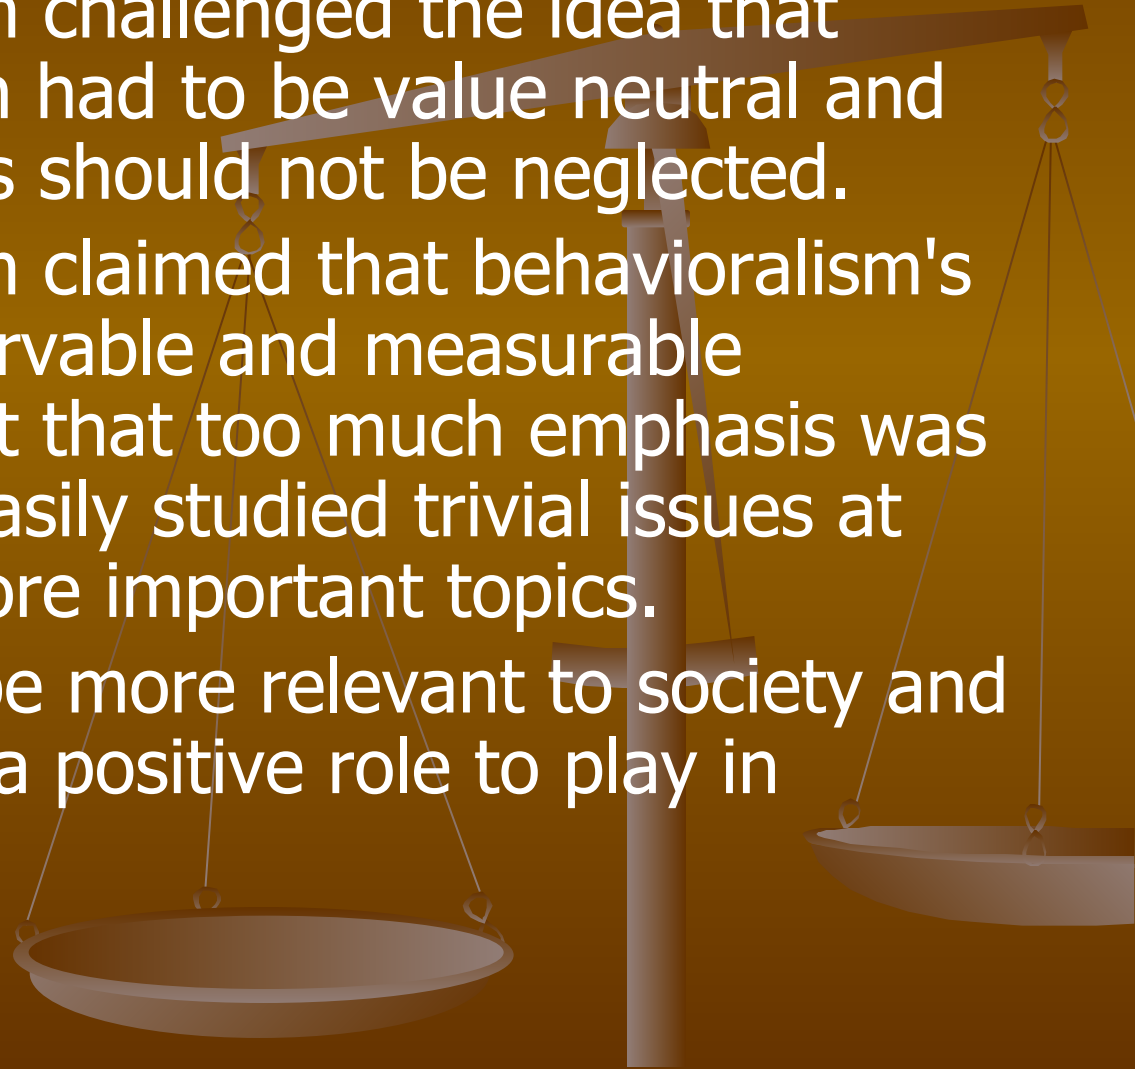 m challenged the idea that
n had to be value neutral and
s should not be neglected.
m claimed that behavioralism's
rvable and measurable
t that too much emphasis was
asily studied trivial issues at
ore important topics.
be more relevant to society and
a positive role to play in